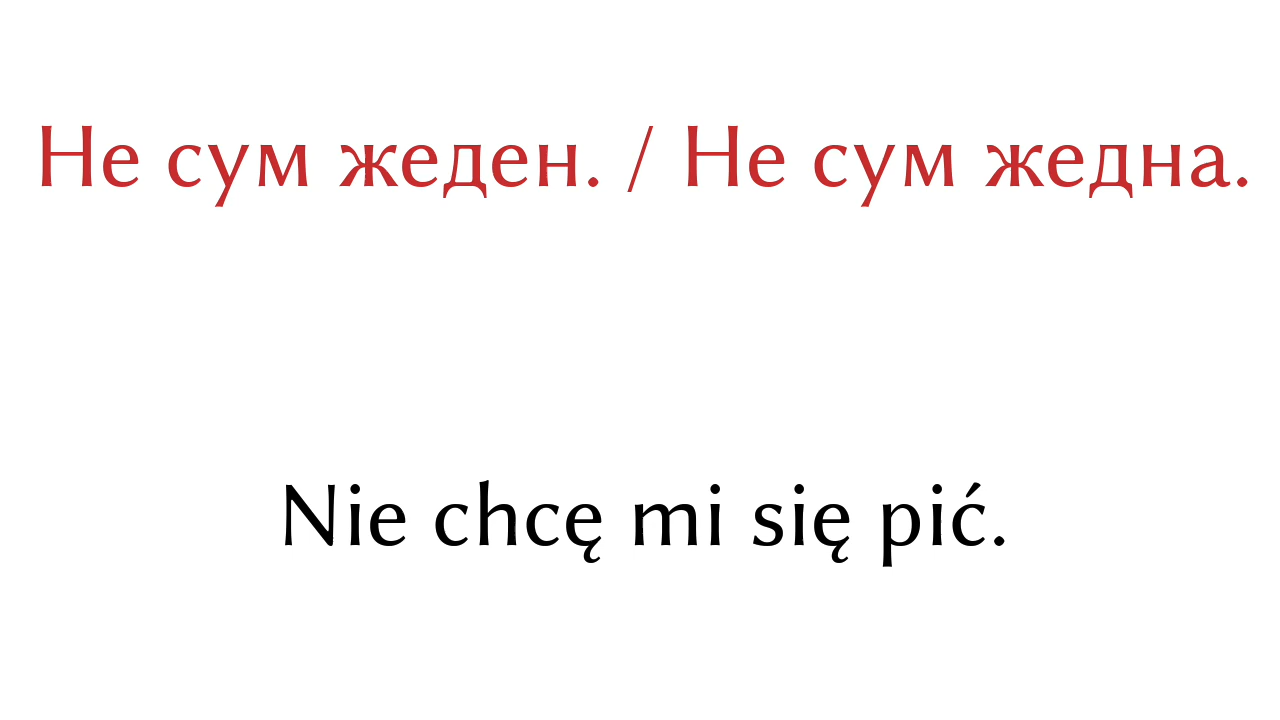 Не сум жеден. / Не сум жедна.
Nie chcę mi się pić.